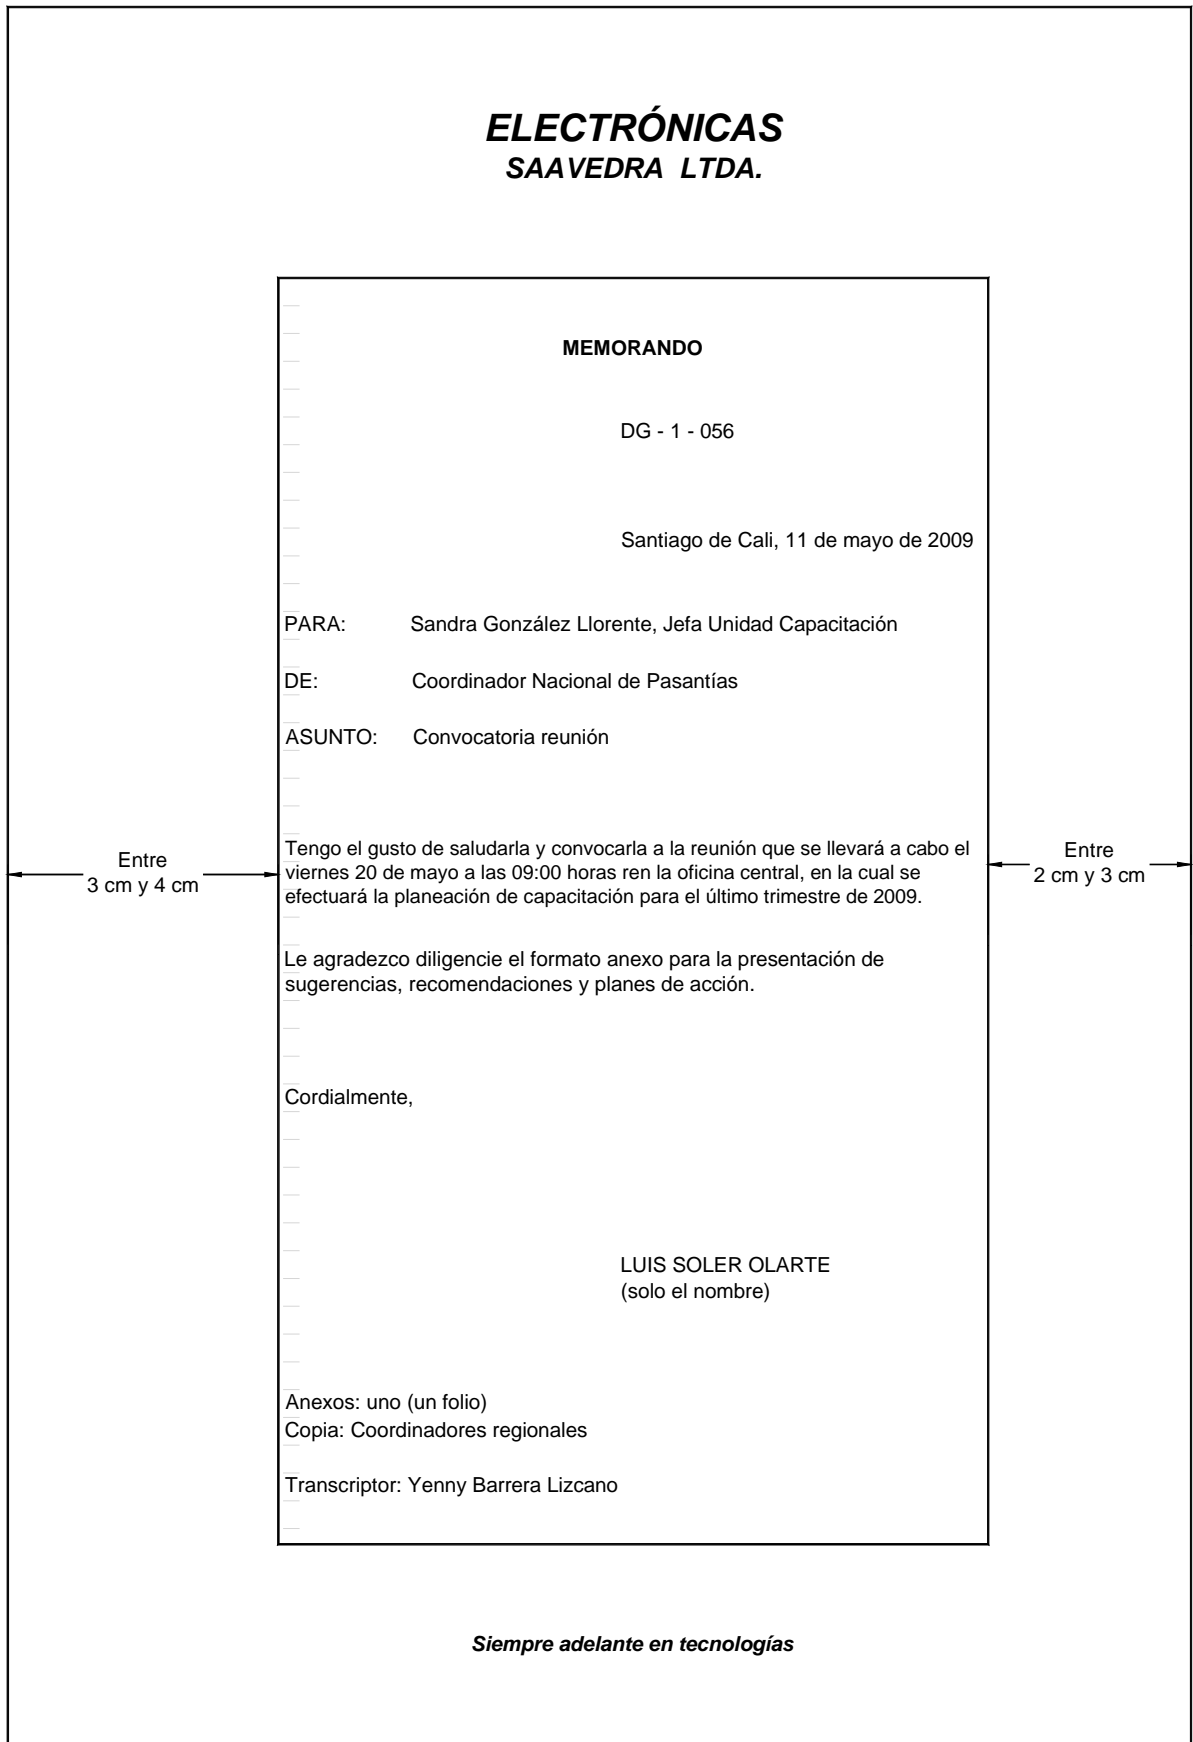 ELECTRÓNICAS
SAAVEDRA LTDA.
MEMORANDO
DG - 1 - 056
Santiago de Cali, 11 de mayo de 2009
PARA: Sandra González Llorente, Jefa Unidad Capacitación
DE: Coordinador Nacional de Pasantías
ASUNTO: Convocatoria reunión
Entre
3 cm y 4 cm
Tengo el gusto de saludarla y convocarla a la reunión que se llevará a cabo el
viernes 20 de mayo a las 09:00 horas ren la oficina central, en la cual se
efectuará la planeación de capacitación para el último trimestre de 2009.
Entre
2 cm y 3 cm
Le agradezco diligencie el formato anexo para la presentación de
sugerencias, recomendaciones y planes de acción.
Cordialmente,
LUIS SOLER OLARTE
(solo el nombre)
Anexos: uno (un folio)
Copia: Coordinadores regionales
Transcriptor: Yenny Barrera Lizcano
Siempre adelante en tecnologías